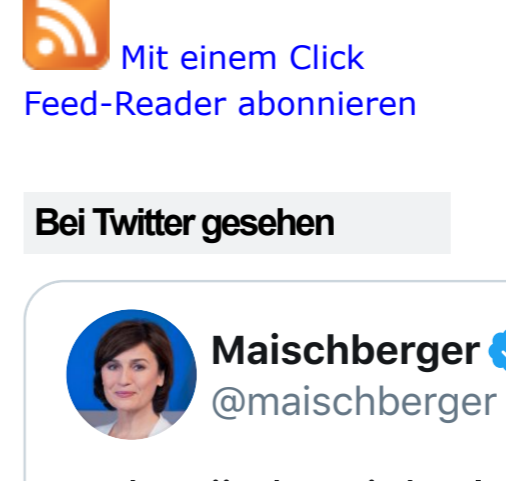 Mit einem Click
Feed-Reader abonnieren
Bei Twitter gesehen
Maischberger
@maischberger